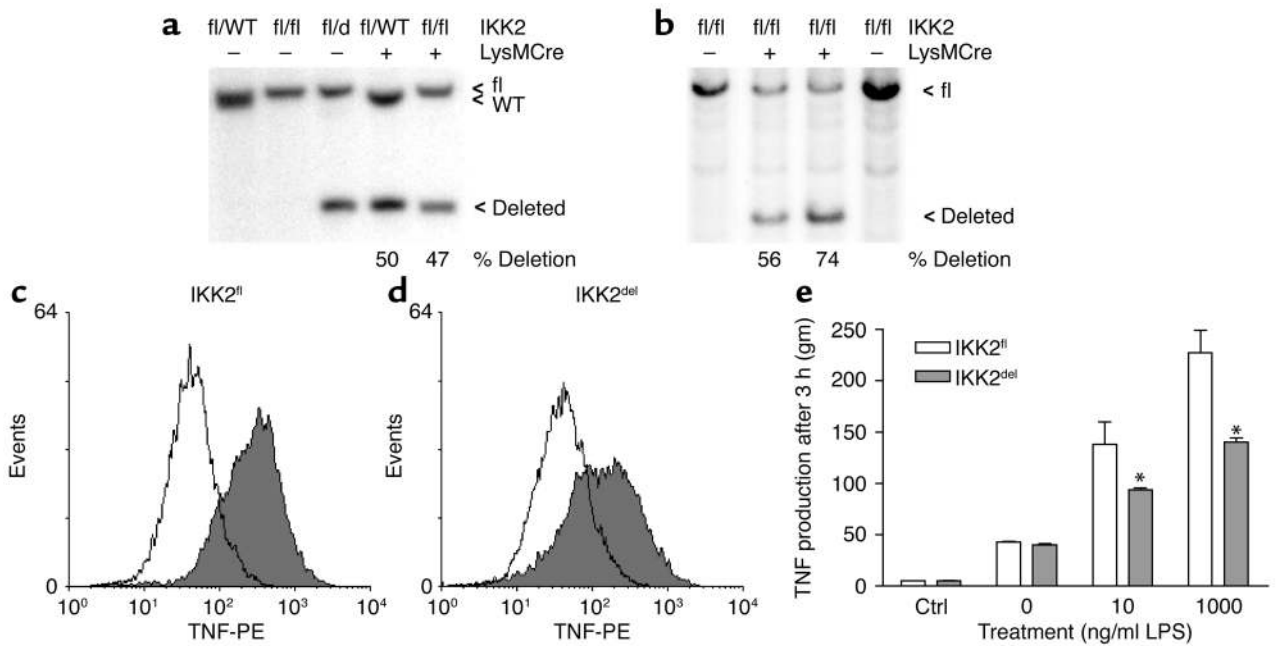 a
fl/WT fl/fl fl/d fl/WT fl/fl IKK2
– – – + + LysMCre
< fl
< WT
< Deleted
50 47 % Deletion
b
fl/fl fl/fl fl/fl fl/fl IKK2
– + + – LysMCre
< fl
< Deleted
56 74 % Deletion
c
IKK2fl
64
Events
0
10⁰ 10¹ 10² 10³ 10⁴
TNF-PE
d
IKK2del
64
Events
0
10⁰ 10¹ 10² 10³ 10⁴
TNF-PE
e
TNF production after 3 h (gm)
250
200
150
100
50
0
IKK2fl
IKK2del
*
*
Ctrl 0 10 1000
Treatment (ng/ml LPS)